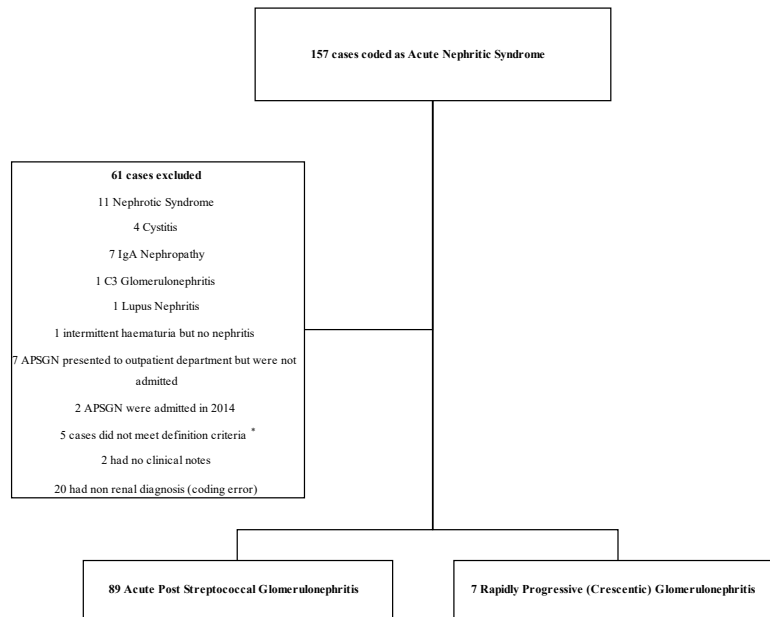 157 cases coded as Acute Nephritic Syndrome
61 cases excluded
11 Nephrotic Syndrome
4 Cystitis
7 IgA Nephropathy
1 C3 Glomerulonephritis
1 Lupus Nephritis
1 intermittent haematuria but no nephritis
7 APSGN presented to outpatient department but were not
admitted
2 APSGN were admitted in 2014
5 cases did not meet definition criteria *
2 had no clinical notes
20 had non renal diagnosis (coding error)
89 Acute Post Streptococcal Glomerulonephritis
7 Rapidly Progressive (Crescentic) Glomerulonephritis